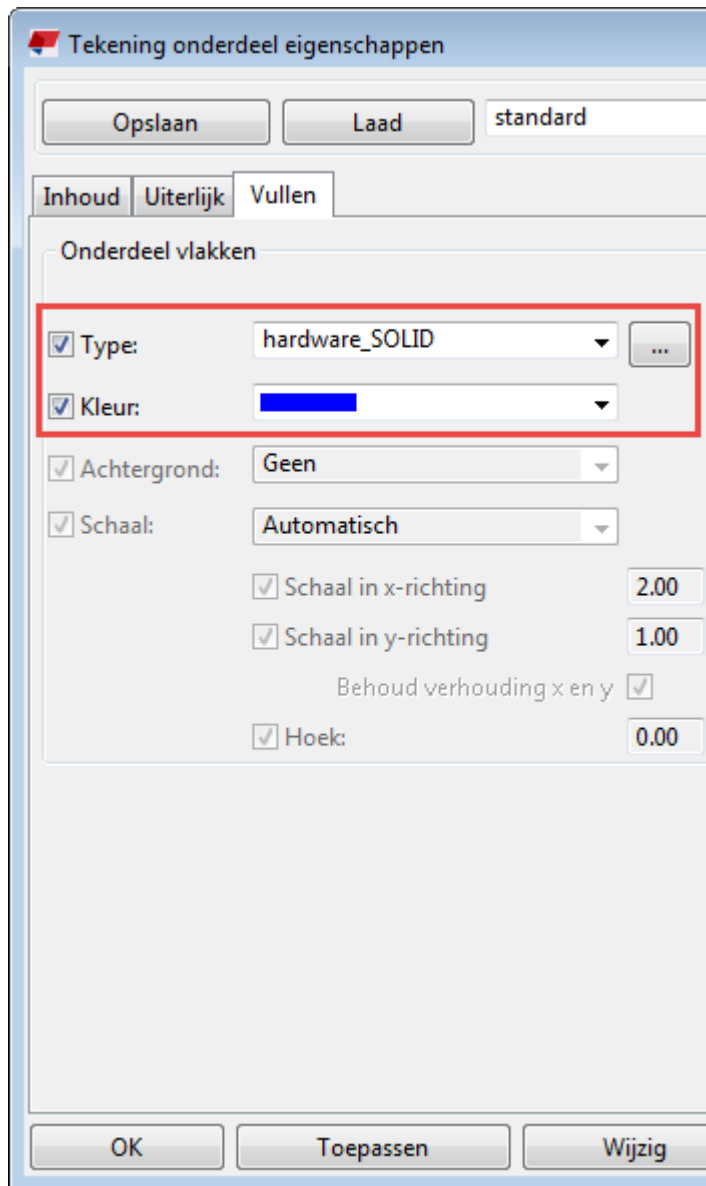 Tekening onderdeel eigenschappen
Opslaan Laad standard
Inhoud Uiterlijk Vullen
Onderdeel vlakken
Type: hardware_SOLID ...
Kleur:
Achtergrond: Geen
Schaal: Automatisch
Schaal in x-richting 2.00
Schaal in y-richting 1.00
Behoud verhouding x en y
Hoek: 0.00
OK Toepassen Wijzig